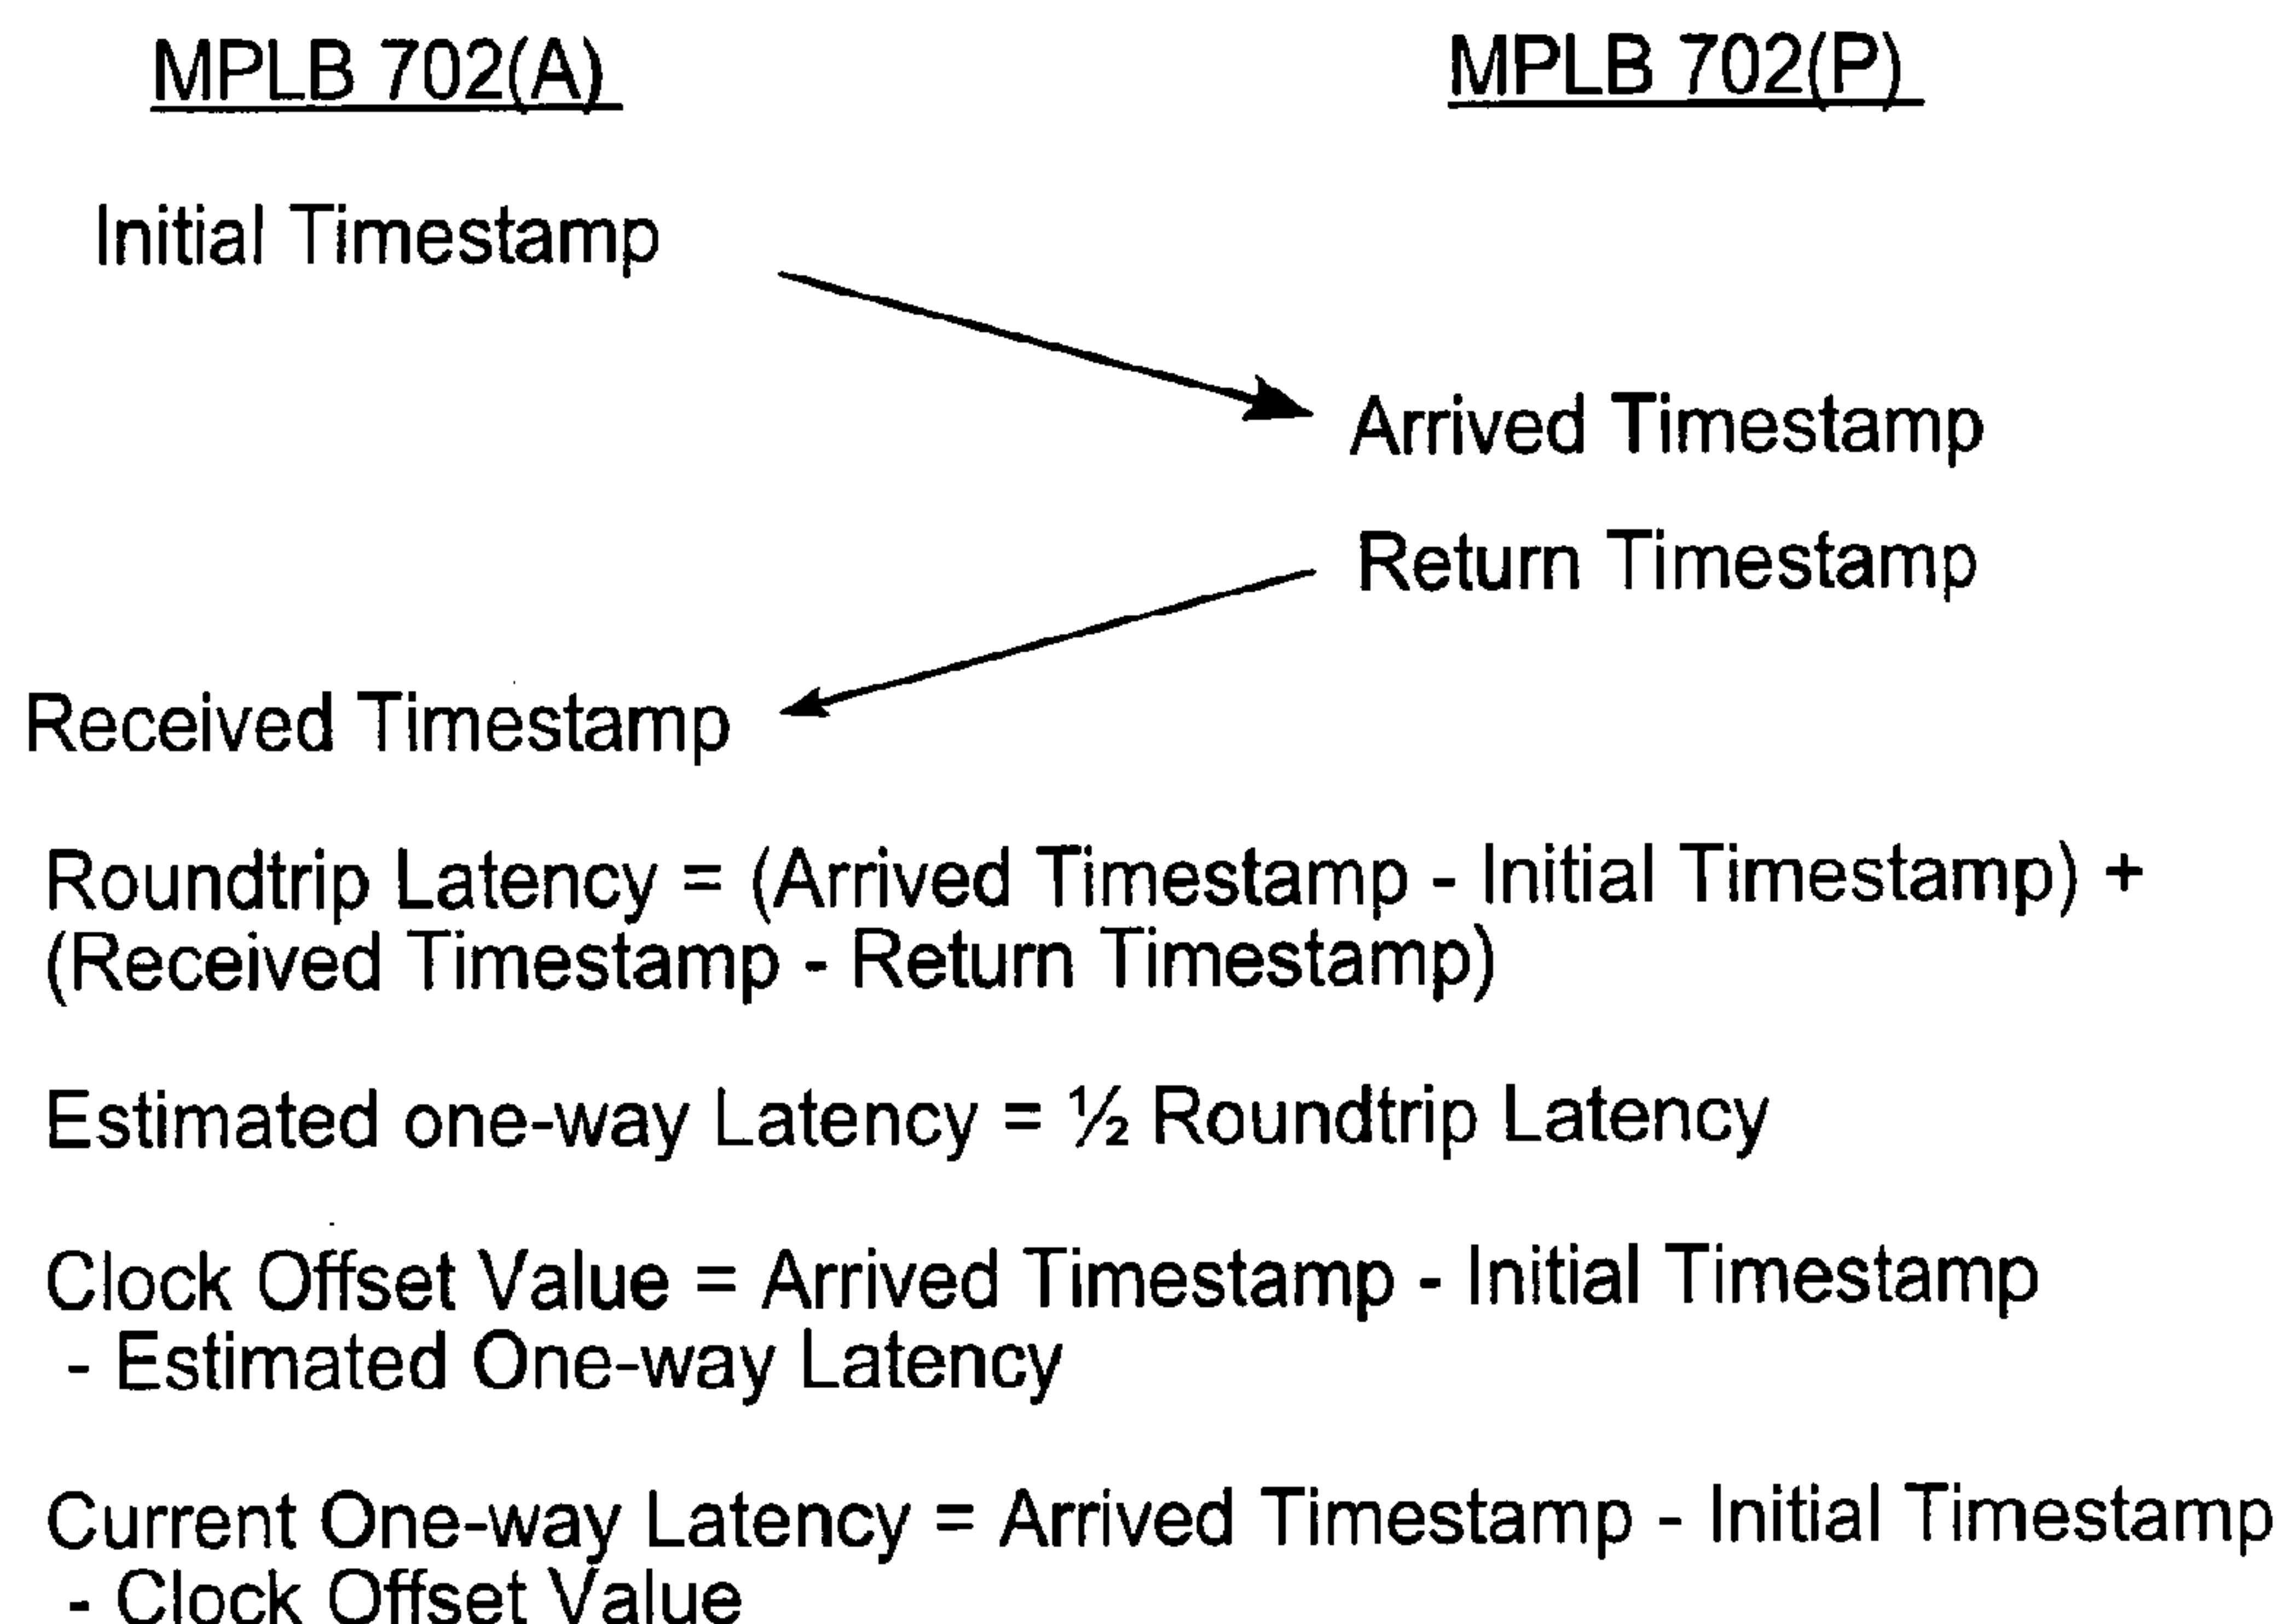 MPLB 702(A)
MPLB 702(P)
Initial Timestamp
Arrived Timestamp
Return Timestamp
Received Timestamp
Roundtrip Latency = (Arrived Timestamp - Initial Timestamp) +
(Received Timestamp - Return Timestamp)
Estimated one-way Latency = ½ Roundtrip Latency
Clock Offset Value = Arrived Timestamp - Initial Timestamp
- Estimated One-way Latency
Current One-way Latency = Arrived Timestamp - Initial Timestamp
- Clock Offset Value